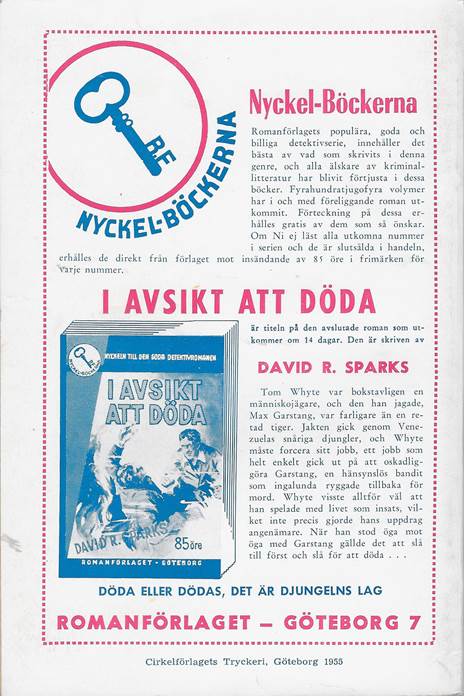 B.F.
NYCKEL-BÖCKERNA
Nyckel-Böckerna
Romanförlagets populära, goda och
billiga detektivserie, innehåller det
bästa av vad som skrivits i denna
genre, och alla älskare av kriminal-
litteratur har blivit förtjusta i dessa
böcker. Fyrahundratjugofyra volymer
har i och med föreliggande roman ut-
kommit. Förteckning på dessa er-
hålles gratis av dem som så önskar.
Om Ni ej läst alla utkomna nummer
i serien och de är slutsålda i handeln,
erhålles de direkt från förlaget mot insändande av 85 öre i frimärken för
varje nummer.
I AVSIKT ATT DÖDA
är titeln på den avslutade roman som ut-
kommer om 14 dagar. Den är skriven av
DAVID R. SPARKS
NYCKELN TILL DEN GODA DETEKTIVROMANEN
I AVSIKT
ATT DÖDA
DAVID R. SPARKS
85 öre
ROMANFÖRLAGET - GÖTEBORG
Tom Whyte var bokstavligen en
människojägare, och den han jagade,
Max Garstang, var farligare än en re-
tad tiger. Jakten gick genom Vene-
zuelas snåriga djungler, och Whyte
måste forcera sitt jobb, ett jobb som
helt enkelt gick ut på att oskadlig-
göra Garstang, en hänsynslös bandit
som ingalunda ryggade tillbaka för
mord. Whyte visste alltför väl att
han spelade med livet som insats, vil-
ket inte precis gjorde hans uppdrag
angenämare. När han stod öga mot
öga med Garstang gällde det att slå
till först och slå för att döda . . .
DÖDA ELLER DÖDAS, DET ÄR DJUNGELNS LAG
ROMANFÖRLAGET — GÖTEBORG 7
Cirkelförlagets Tryckeri, Göteborg 1955